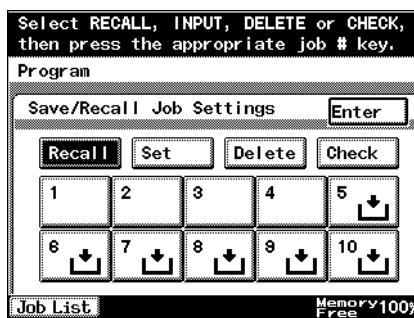 Select RECALL, INPUT, DELETE or CHECK,
then press the appropriate job # key.
Program
Save/Recall Job Settings Enter
Recall Set Delete Check
1 2 3 4 5
6 7 8 9 10
Job List Memory Free 100%